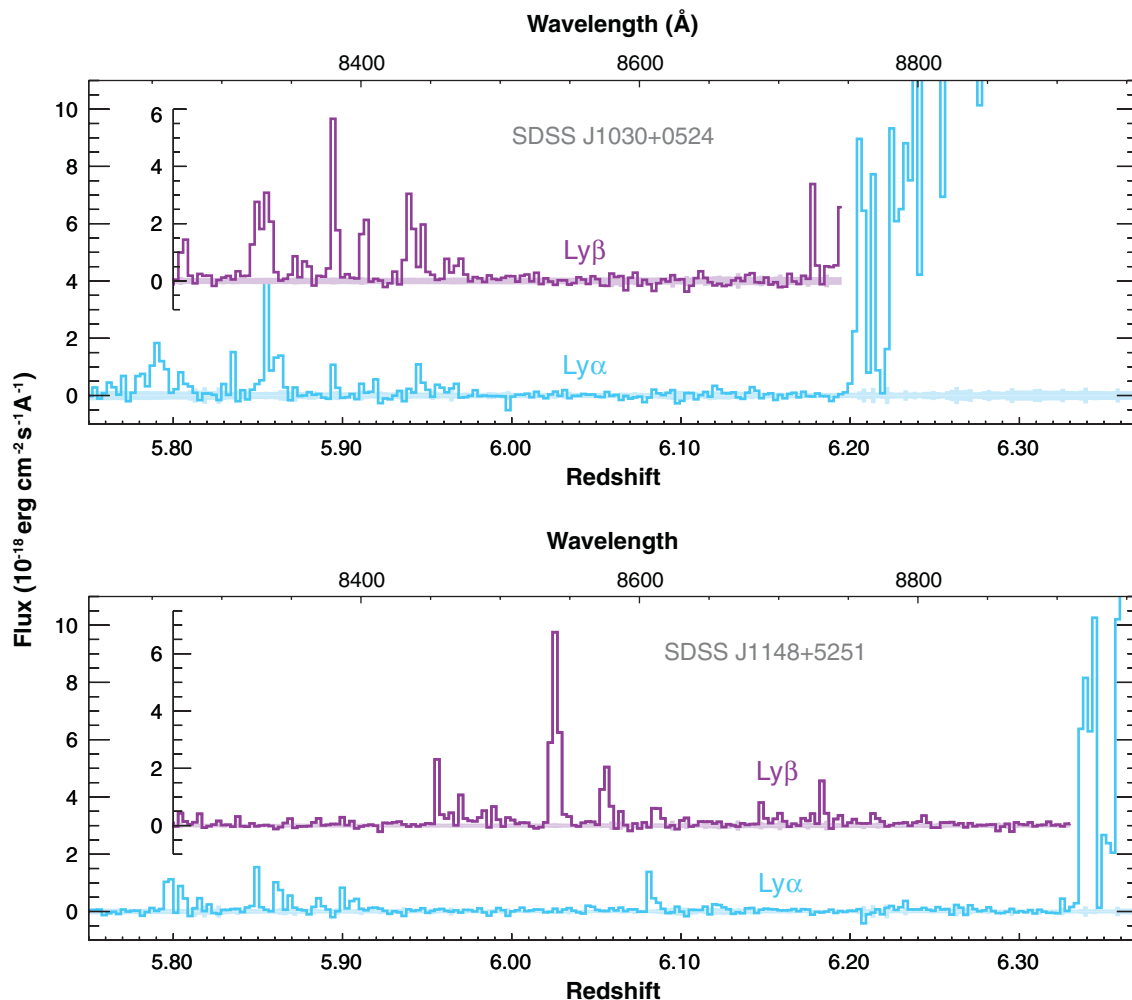 Wavelength (Å)
8400 8600 8800
10
8
6
4
2
0
6
4
2
0
SDSS J1030+0524
Lyβ
Lyα
5.80 5.90 6.00 6.10 6.20 6.30
Redshift
Flux (10⁻¹⁸ erg cm⁻² s⁻¹ A⁻¹)
Wavelength
8400 8600 8800
10
8
6
4
2
0
6
4
2
0
SDSS J1148+5251
Lyβ
Lyα
5.80 5.90 6.00 6.10 6.20 6.30
Redshift